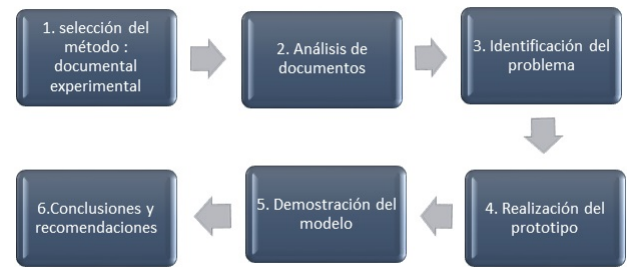 1. selección del
método :
documental
experimental
2. Análisis de
documentos
3. Identificación del
problema
4. Realización del
prototipo
5. Demostración del
modelo
6.Conclusiones y
recomendaciones